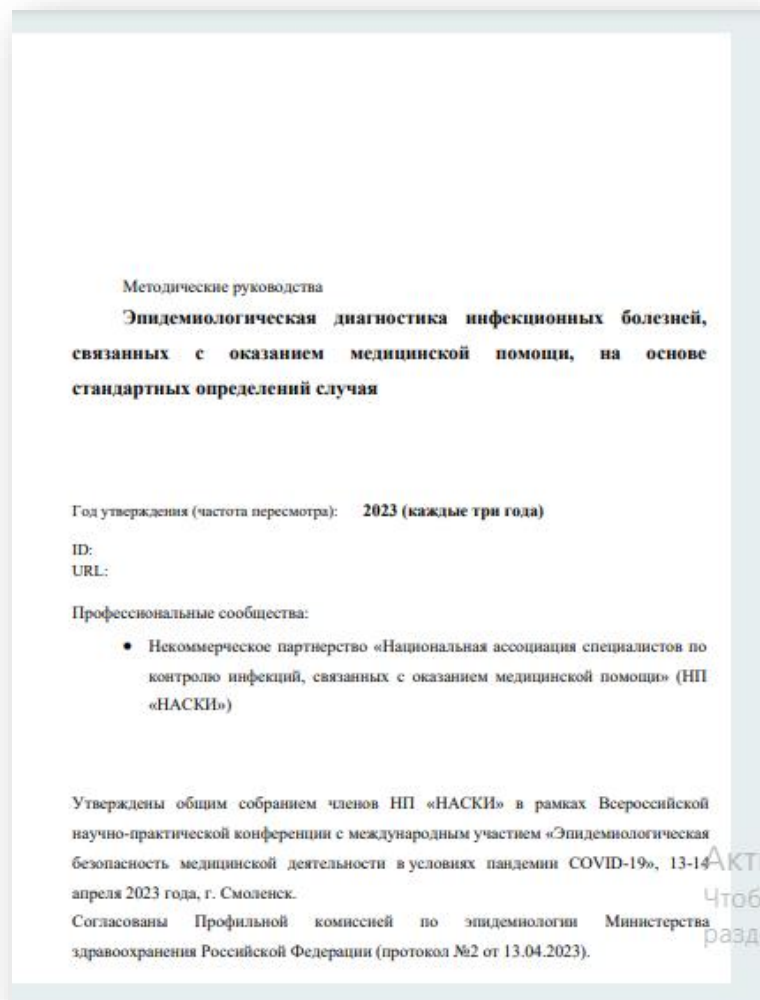 Методические руководства
Эпидемиологическая диагностика инфекционных болезней,
связанных с оказанием медицинской помощи, на основе
стандартных определений случая
Год утверждения (частота пересмотра): 2023 (каждые три года)
ID:
URL:
Профессиональные сообщества:
• Некоммерческое партнерство «Национальная ассоциация специалистов по
контролю инфекций, связанных с оказанием медицинской помощи» (НП
«НАСКИ»)
Утверждены общим собранием членов НП «НАСКИ» в рамках Всероссийской
научно-практической конференции с международным участием «Эпидемиологическая
безопасность медицинской деятельности в условиях пандемии COVID-19», 13-14
апреля 2023 года, г. Смоленск.
Согласованы Профильной комиссией по эпидемиологии Министерства
здравоохранения Российской Федерации (протокол №2 от 13.04.2023).